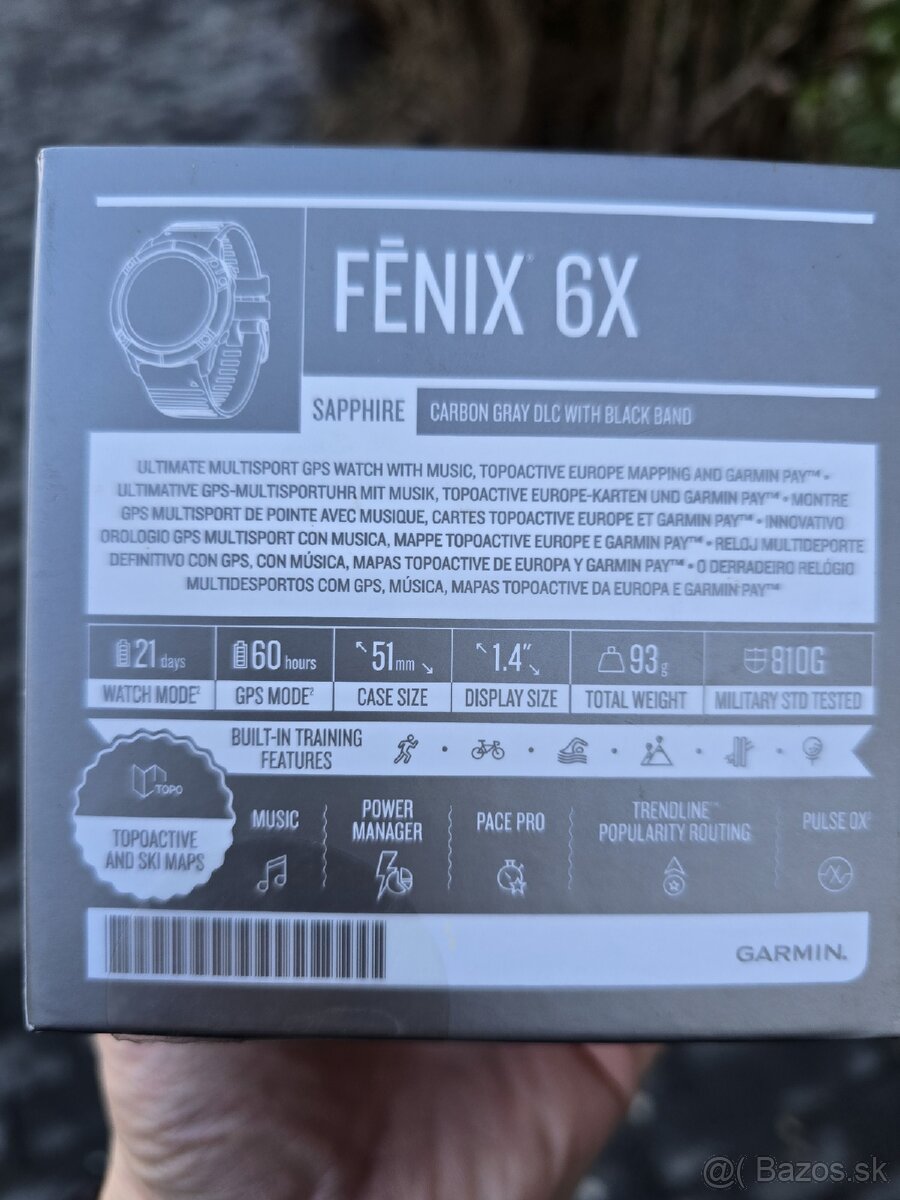 FĒNIX® 6X
SAPPHIRE CARBON GRAY DLC WITH BLACK BAND
ULTIMATE MULTISPORT GPS WATCH WITH MUSIC, TOPOACTIVE EUROPE MAPPING AND GARMIN PAY™ •
ULTIMATIVE GPS-MULTISPORTUHR MIT MUSIK, TOPOACTIVE EUROPE-KARTEN UND GARMIN PAY™ • MONTRE
GPS MULTISPORT DE POINTE AVEC MUSIQUE, CARTES TOPOACTIVE EUROPE ET GARMIN PAY™ • INNOVATIVO
OROLOGIO GPS MULTISPORT CON MUSICA, MAPPE TOPOACTIVE EUROPE E GARMIN PAY™ • RELOJ MULTIDEPORTE
DEFINITIVO CON GPS, CON MÚSICA, MAPAS TOPOACTIVE DE EUROPA Y GARMIN PAY™ • O DERRADEIRO RELÓGIO
MULTIDESPORTOS COM GPS, MÚSICA, MAPAS TOPOACTIVE DA EUROPA E GARMIN PAY™
21 days 60 hours 51mm 1.4″ 93g 810G
WATCH MODE² GPS MODE² CASE SIZE DISPLAY SIZE TOTAL WEIGHT MILITARY STD TESTED
BUILT-IN TRAINING
FEATURES
TOPO
TOPOACTIVE
AND SKI MAPS
MUSIC
POWER
MANAGER
PACE PRO
TRENDLINE™
POPULARITY ROUTING
PULSE OX²
GARMIN.
@( Bazos.sk